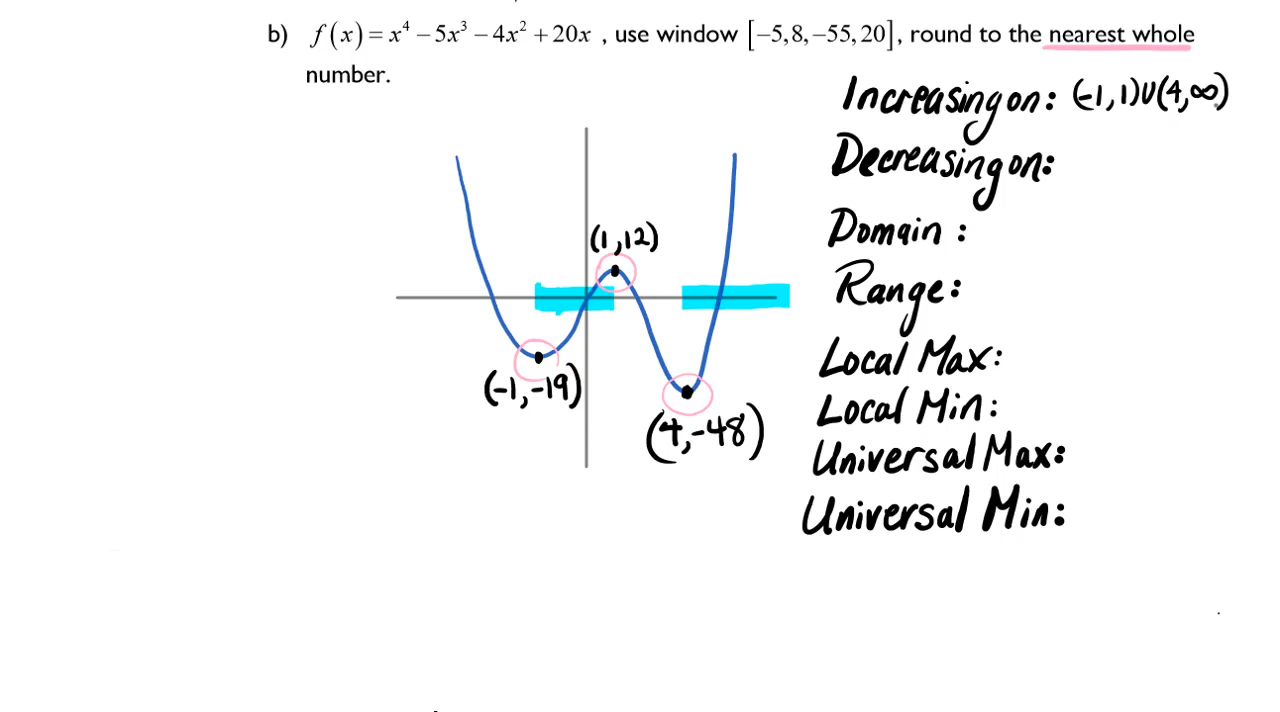 b) f(x) = x⁴ − 5x³ − 4x² + 20x , use window [−5,8,−55,20], round to the nearest whole
number.
Increasing on: (-1,1)U(4,∞)
Decreasing on:
Domain :
Range:
Local Max:
Local Min:
Universal Max:
Universal Min:
(1,12)
(-1,-19)
(4,-48)